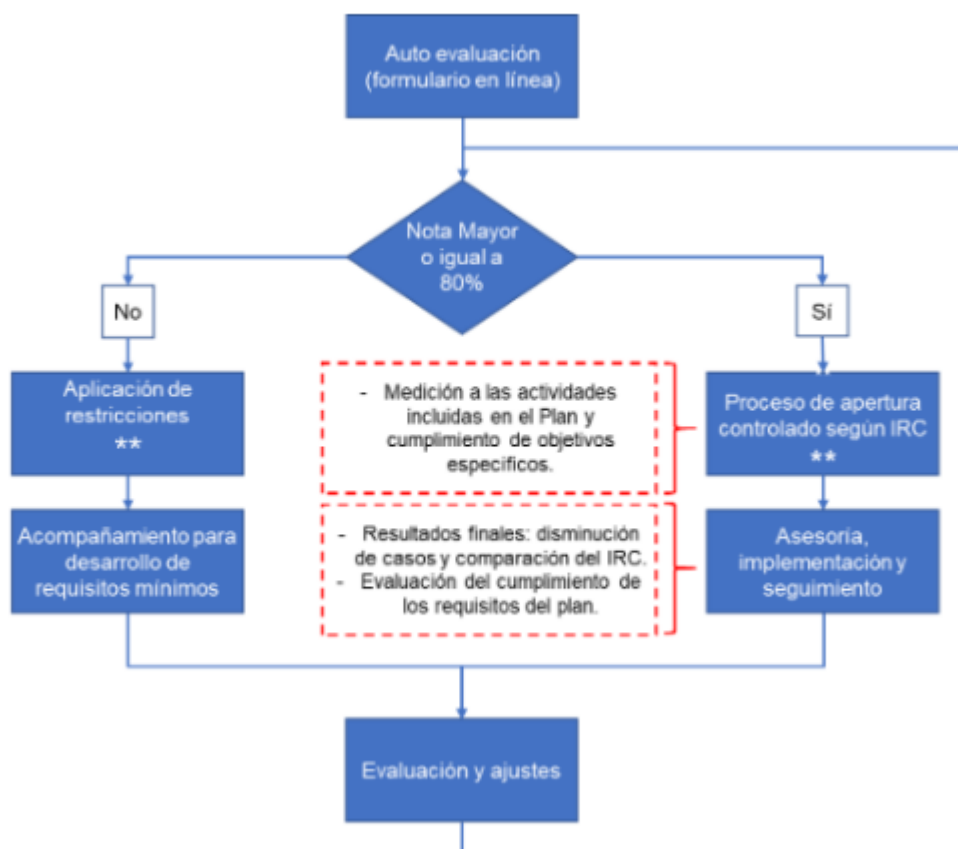 Auto evaluación
(formulario en línea)
Nota Mayor
o igual a
80%
No
Sí
Aplicación de
restricciones
**
- Medición a las actividades
incluidas en el Plan y
cumplimiento de objetivos
específicos.
Proceso de apertura
controlado según IRC
**
Acompañamiento para
desarrollo de
requisitos mínimos
- Resultados finales: disminución
de casos y comparación del IRC.
- Evaluación del cumplimiento de
los requisitos del plan.
Asesoría,
implementación y
seguimiento
Evaluación y ajustes